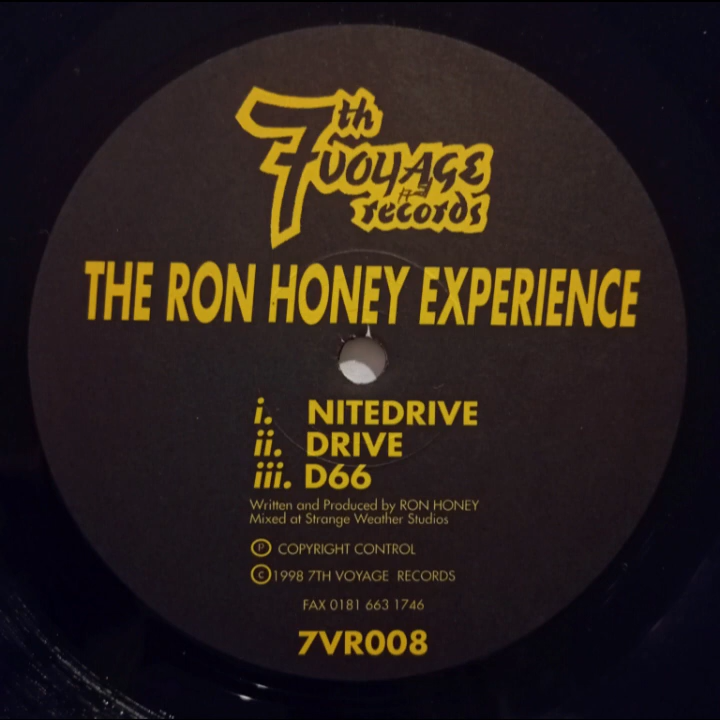 7th
VOYAGE
records
THE RON HONEY EXPERIENCE
i. NITEDRIVE
ii. DRIVE
iii. D66
Written and Produced by RON HONEY
Mixed at Strange Weather Studios
Ⓟ COPYRIGHT CONTROL
© 1998 7TH VOYAGE RECORDS
FAX 0181 663 1746
7VR008